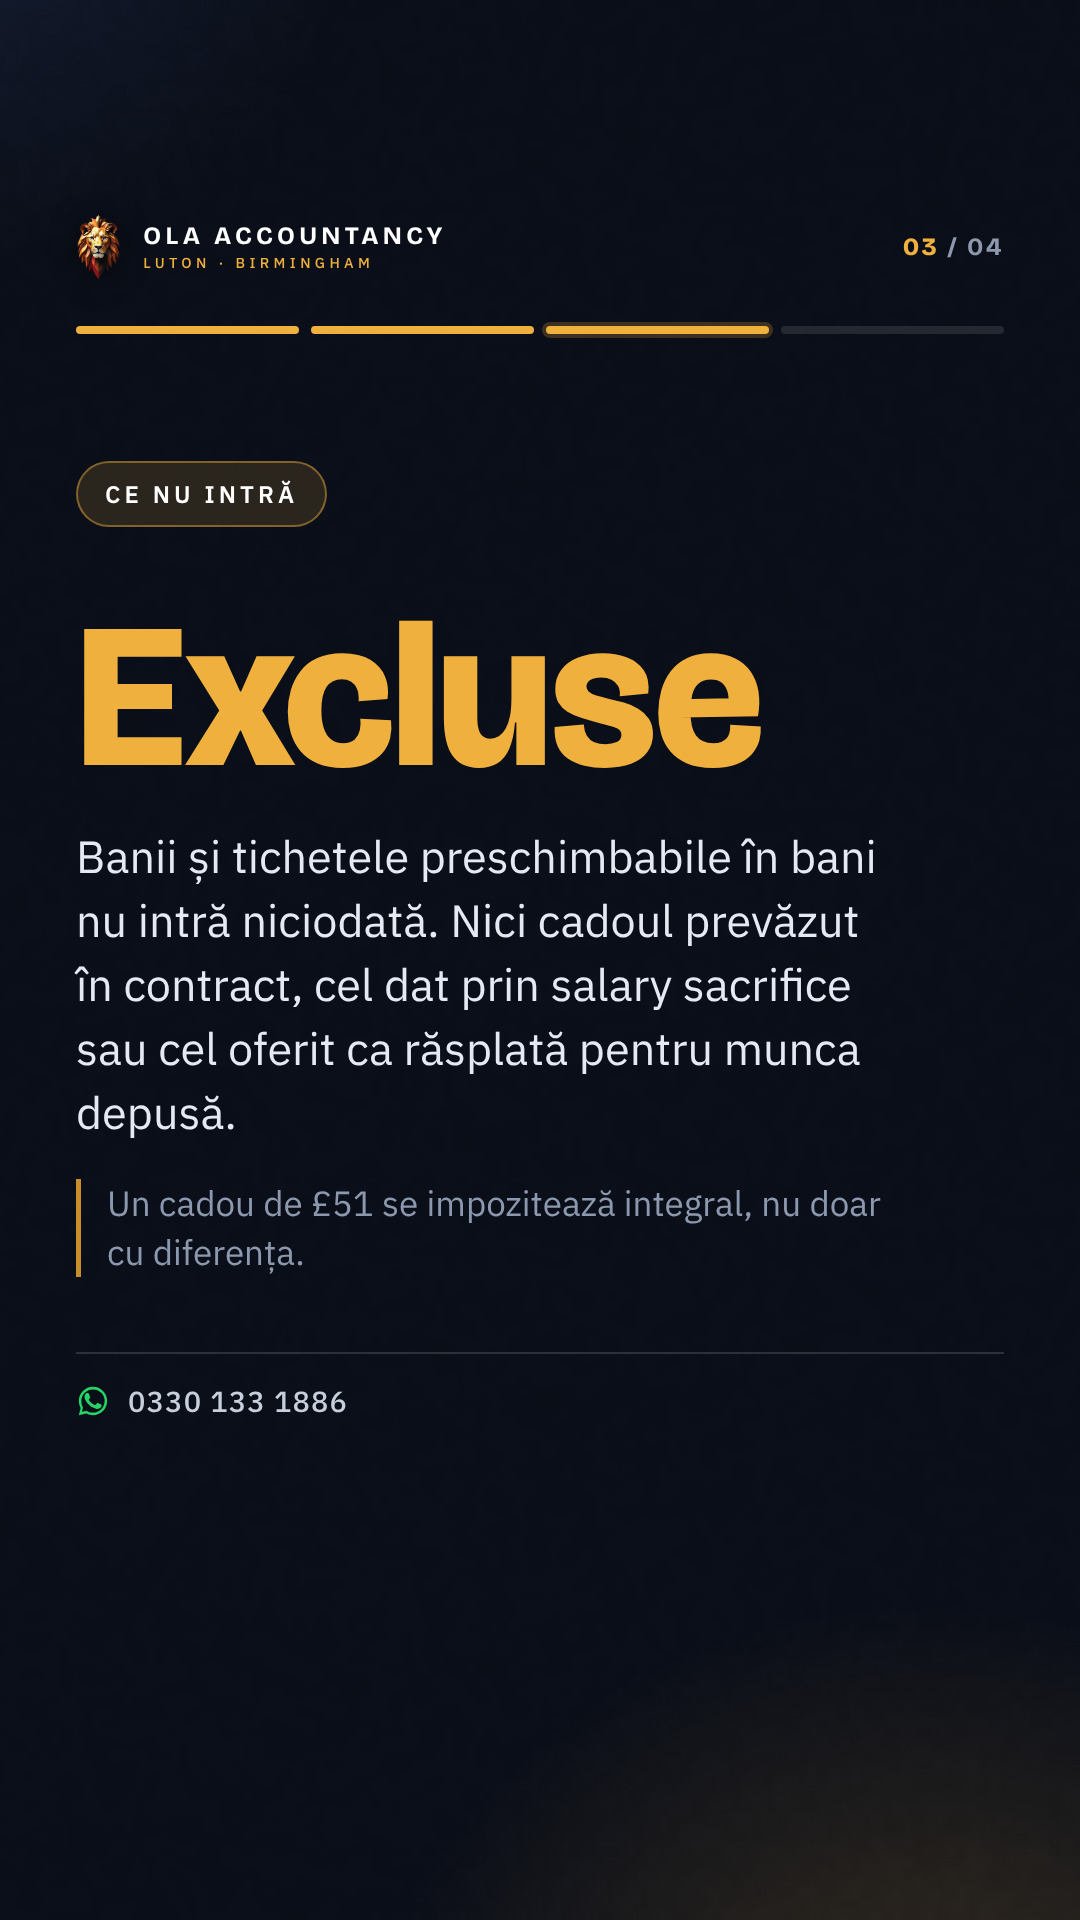 OLA ACCOUNTANCY
LUTON · BIRMINGHAM
03 / 04
CE NU INTRĂ
Excluse
Banii și tichetele preschimbabile în bani
nu intră niciodată. Nici cadoul prevăzut
în contract, cel dat prin salary sacrifice
sau cel oferit ca răsplată pentru munca
depusă.
Un cadou de £51 se impozitează integral, nu doar
cu diferența.
0330 133 1886